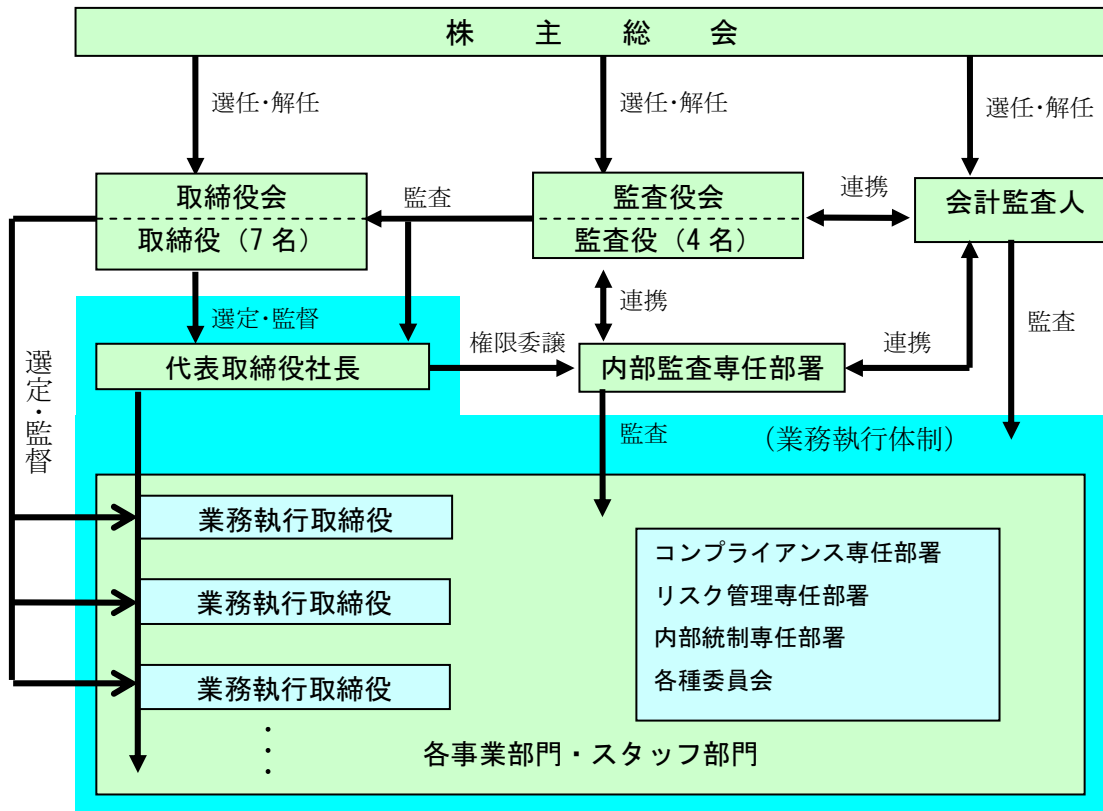 株 主 総 会
選任・解任
選任・解任
選任・解任
取締役会
取締役（7 名）
監査
監査役会
監査役（4 名）
連携
会計監査人
選定・監督
連携
監査
代表取締役社長
権限委譲
内部監査専任部署
連携
選定・監督
監査
（業務執行体制）
業務執行取締役
業務執行取締役
業務執行取締役
・
・
・
コンプライアンス専任部署
リスク管理専任部署
内部統制専任部署
各種委員会
各事業部門・スタッフ部門